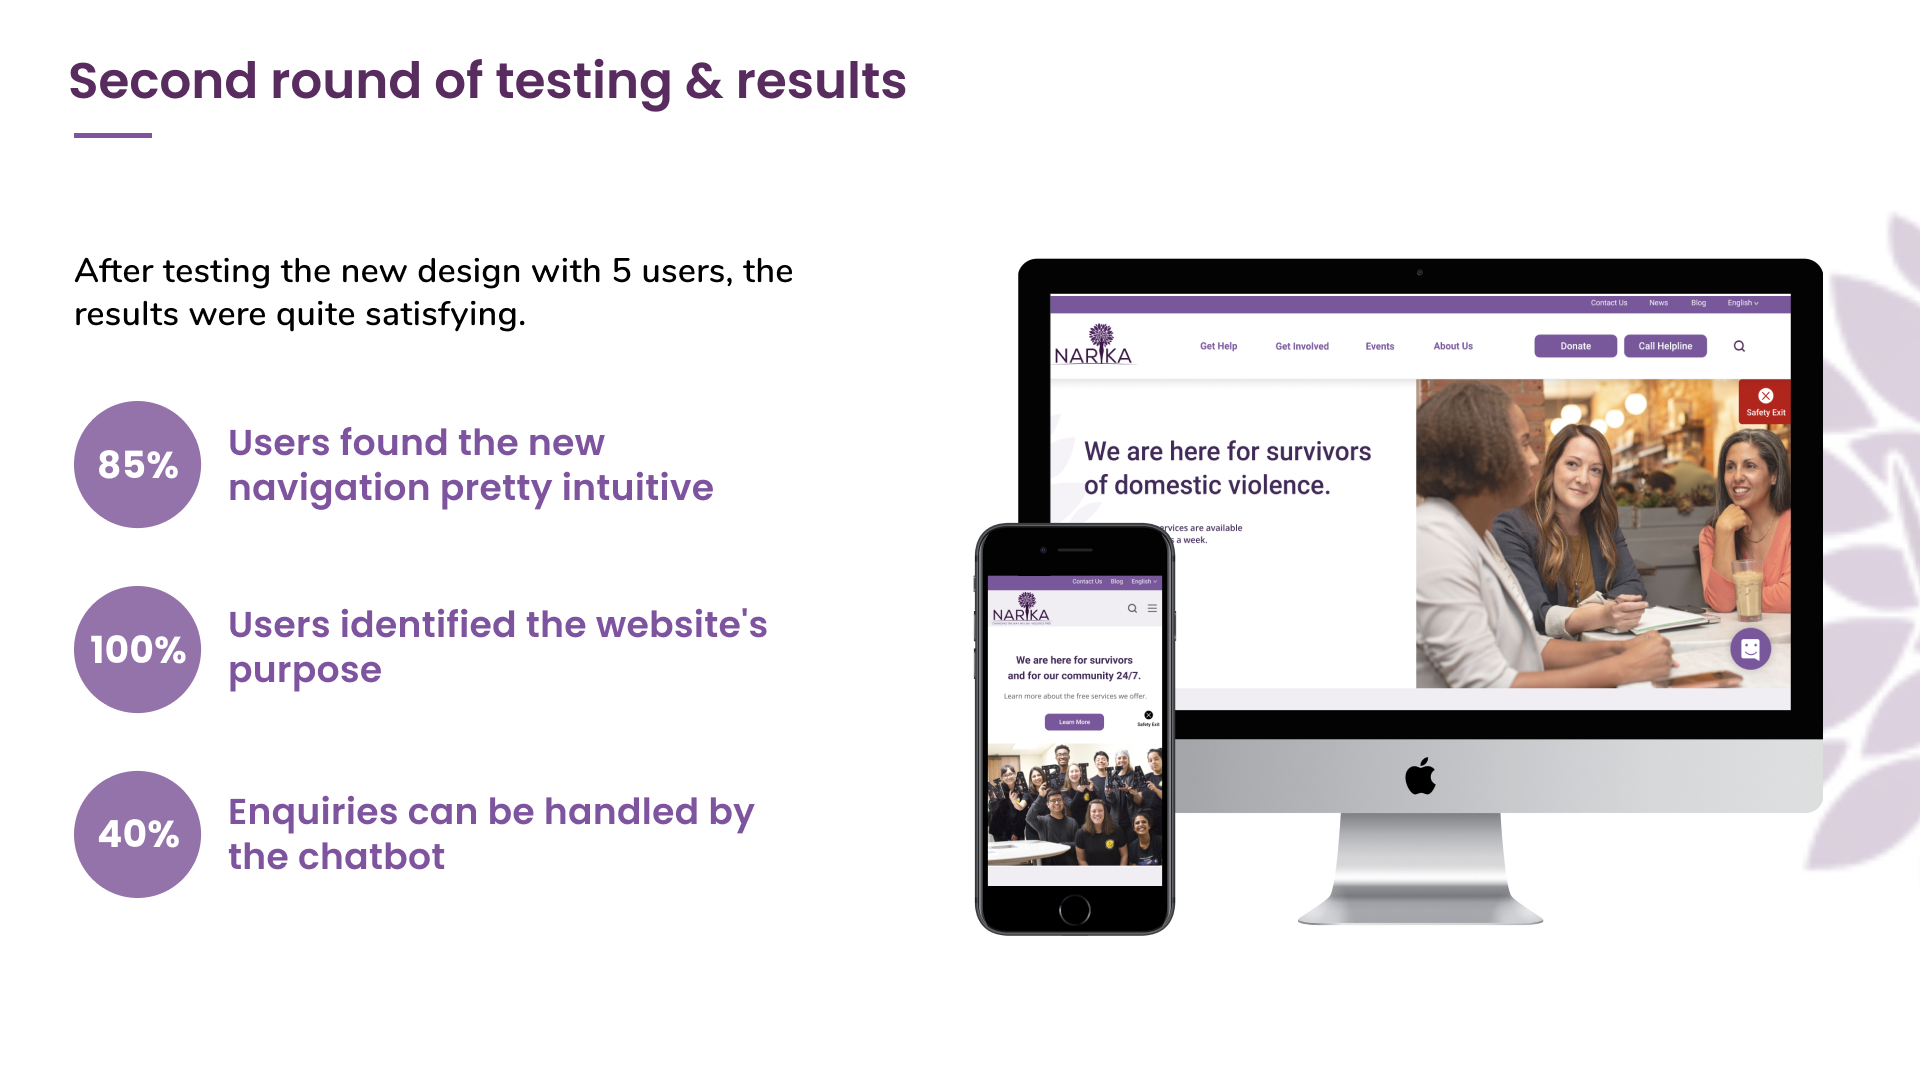 Second round of testing & results
After testing the new design with 5 users, the
results were quite satisfying.
85%
Users found the new
navigation pretty intuitive
100%
Users identified the website's
purpose
40%
Enquiries can be handled by
the chatbot
Contact Us News Blog English
NARIKA
Get Help Get Involved Events About Us Donate Call Helpline
Safety Exit
We are here for survivors
of domestic violence.
are available
a week.
Contact Us Blog English
NARIKA
We are here for survivors
and for our community 24/7.
Learn more about the free services we offer.
Learn More
Safety Exit